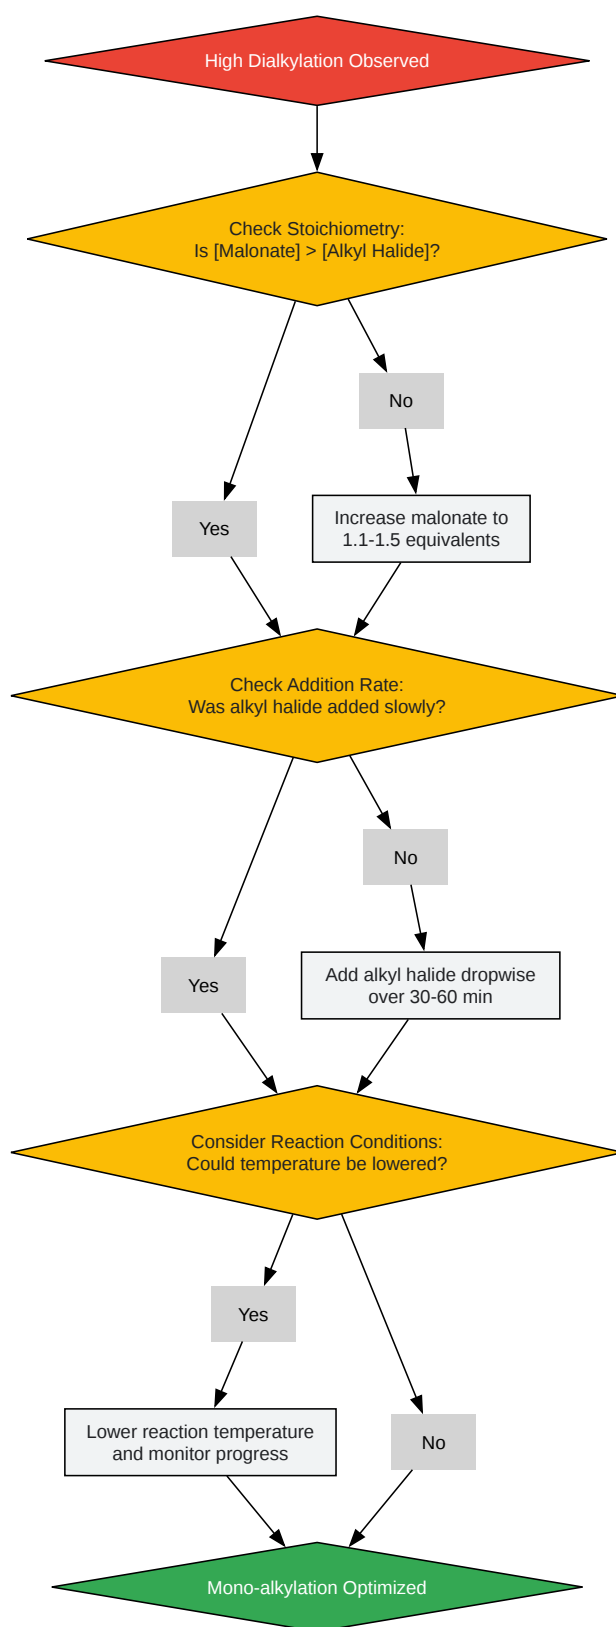 High Dialkylation Observed
Check Stoichiometry:
Is [Malonate] > [Alkyl Halide]?
No
Yes
Increase malonate to
1.1-1.5 equivalents
Check Addition Rate:
Was alkyl halide added slowly?
No
Yes
Add alkyl halide dropwise
over 30-60 min
Consider Reaction Conditions:
Could temperature be lowered?
Yes
Lower reaction temperature
and monitor progress
No
Mono-alkylation Optimized